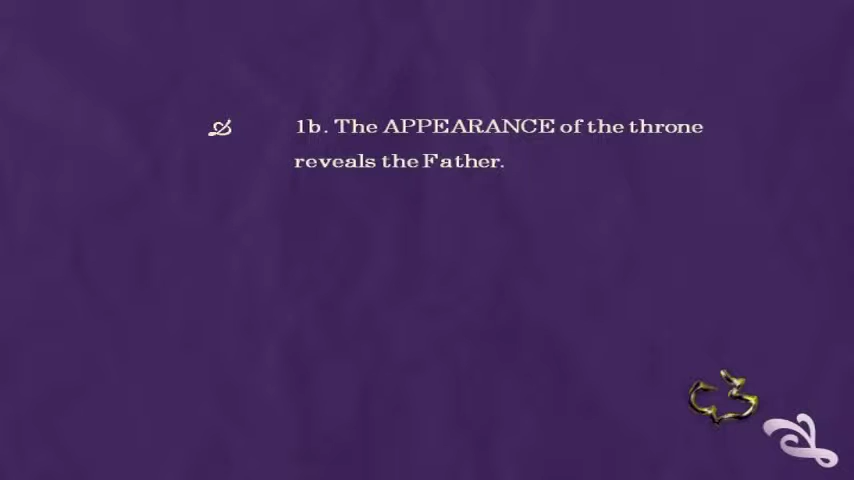 1b. The APPEARANCE of the throne
reveals the Father.